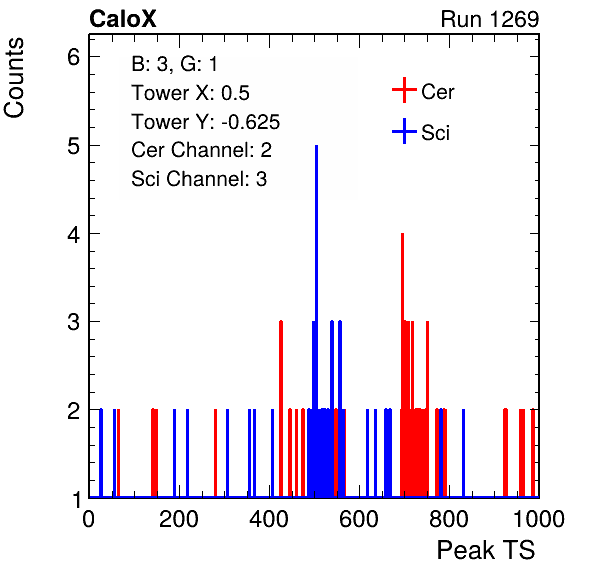 CaloX Run 1269
Counts
B: 3, G: 1
Tower X: 0.5
Tower Y: -0.625
Cer Channel: 2
Sci Channel: 3
Cer
Sci
6
5
4
3
2
1
0 200 400 600 800 1000
Peak TS